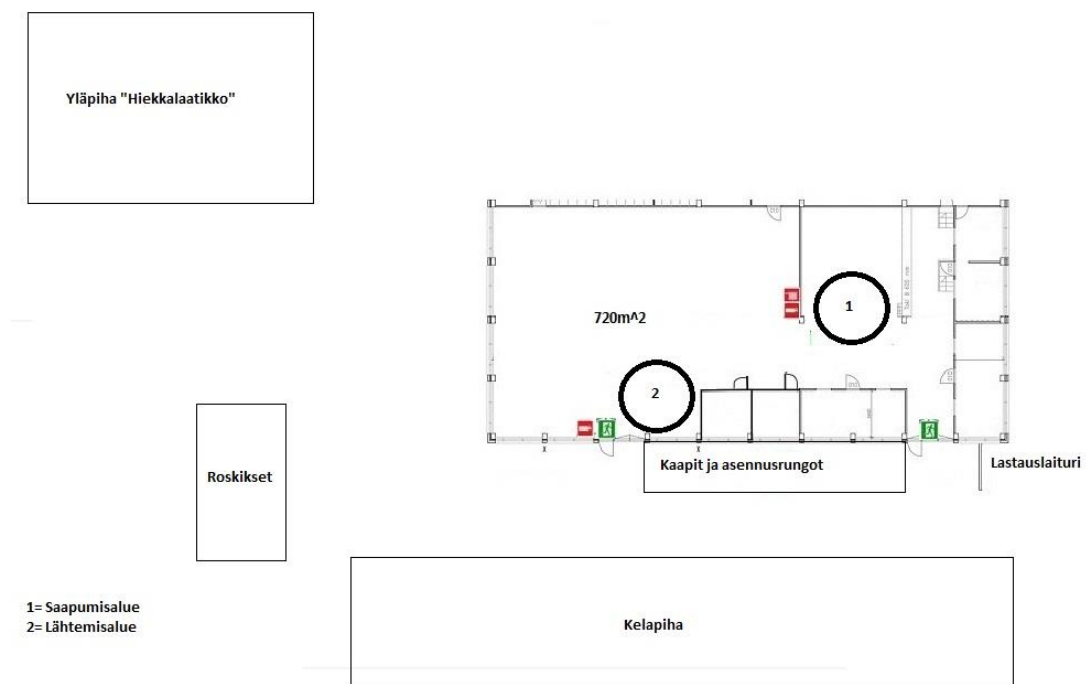 Yläpiha "Hiekkalaatikko"
720m^2
1
2
Kaapit ja asennusrungot
Lastauslaituri
Roskikset
1= Saapumisalue
2= Lähtemisalue
Kelapiha